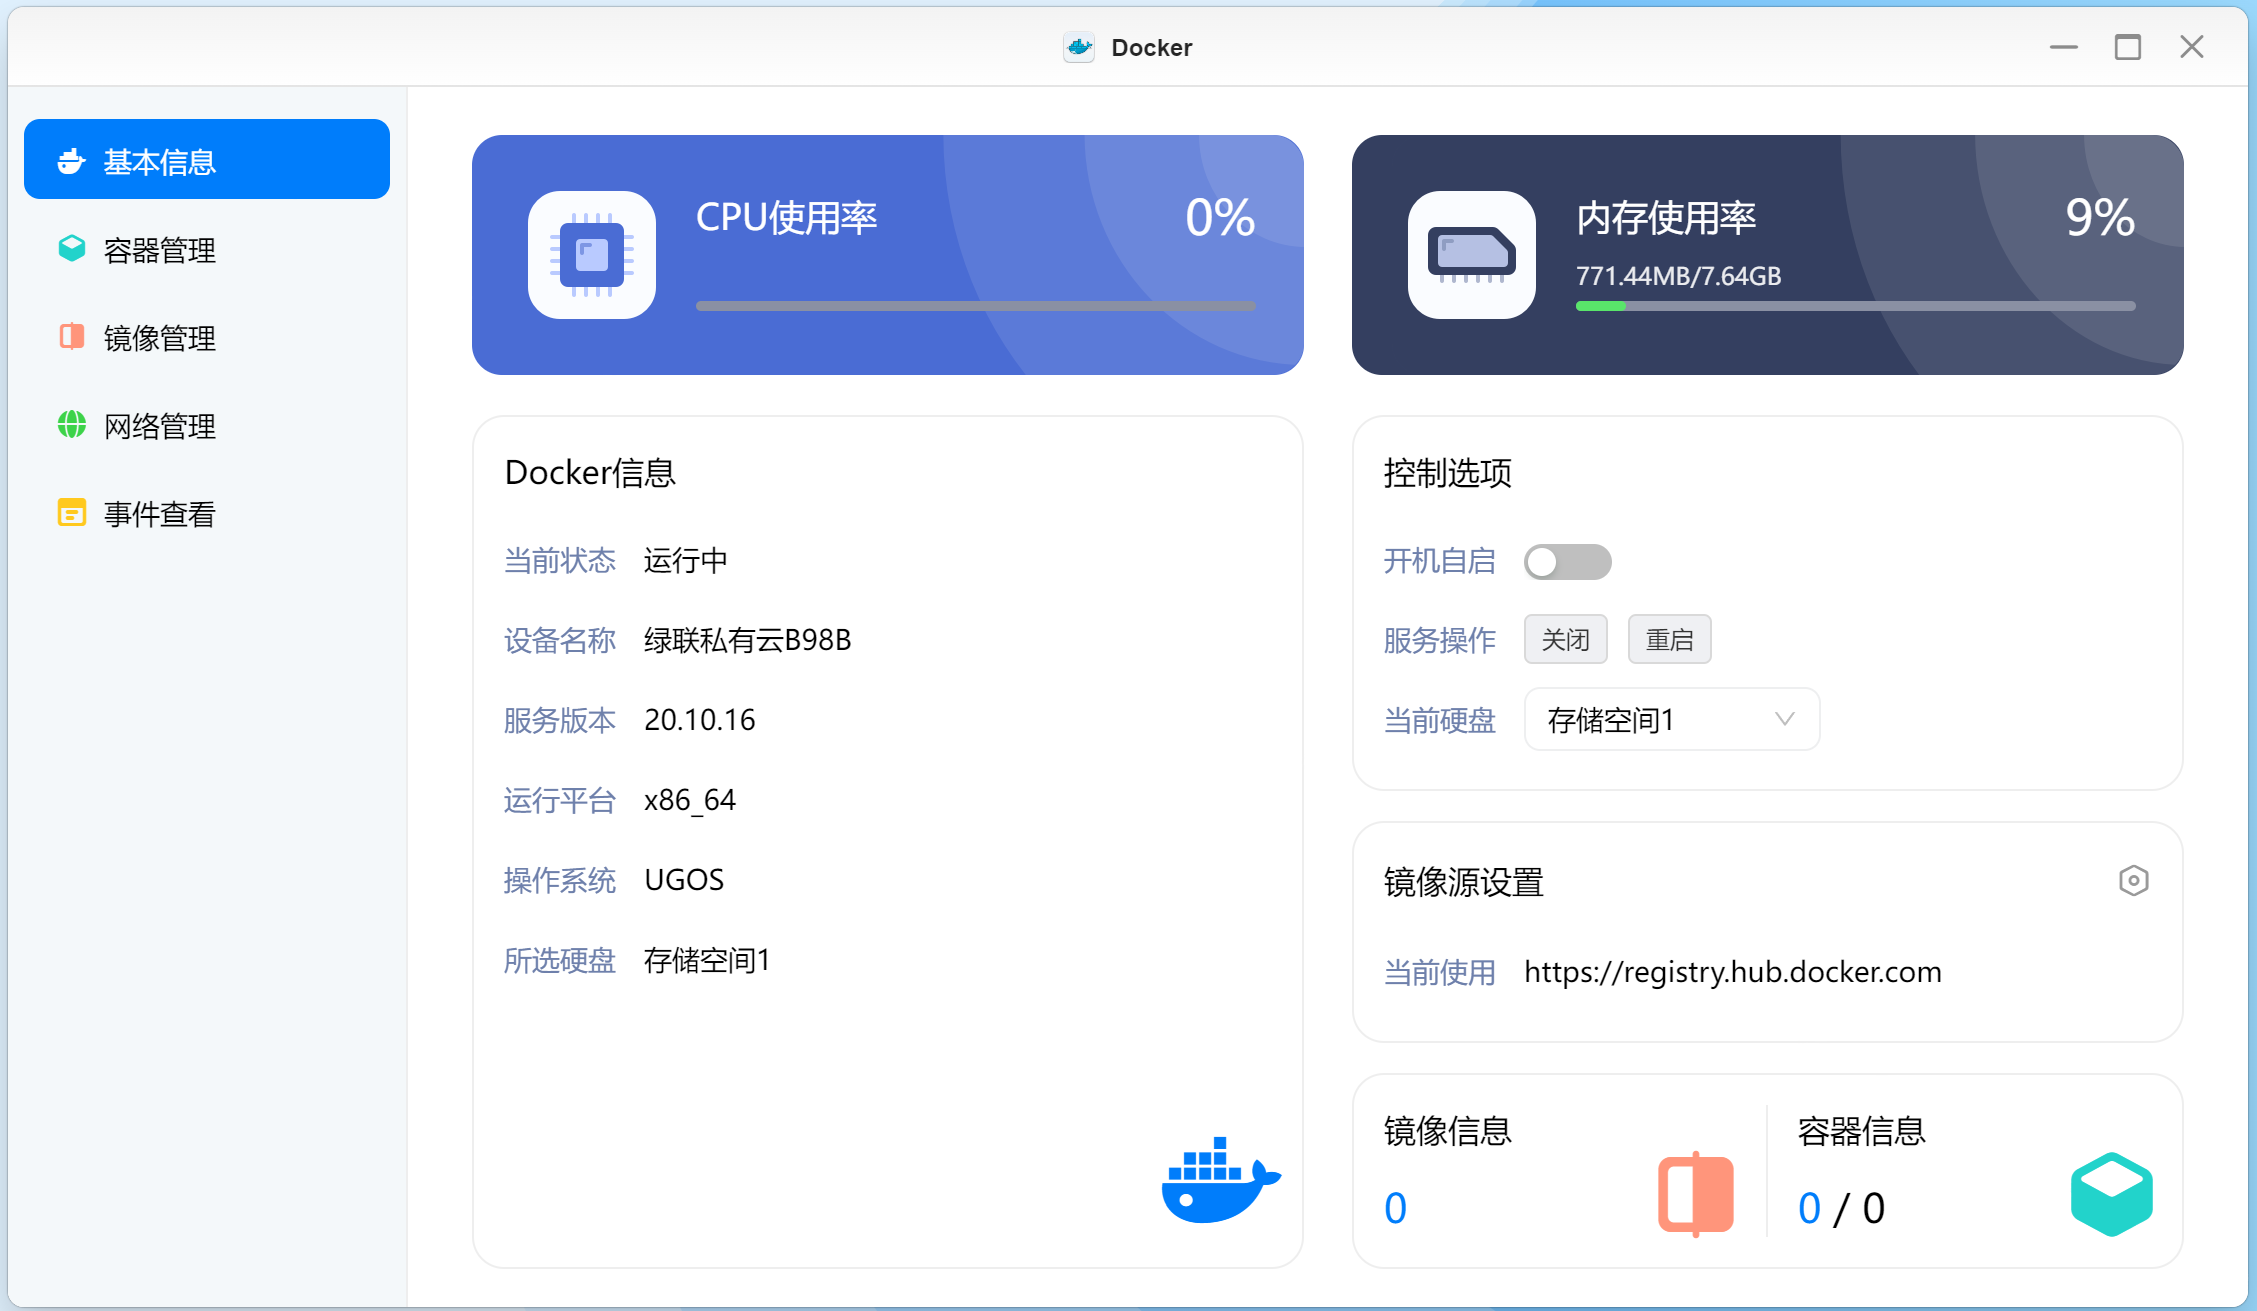 Docker
基本信息
容器管理
镜像管理
网络管理
事件查看
CPU使用率
0%
内存使用率
9%
771.44MB/7.64GB
Docker信息
当前状态 运行中
设备名称 绿联私有云B98B
服务版本 20.10.16
运行平台 x86_64
操作系统 UGOS
所选硬盘 存储空间1
控制选项
开机自启
服务操作 关闭 重启
当前硬盘 存储空间1
镜像源设置
当前使用 https://registry.hub.docker.com
镜像信息
0
容器信息
0 / 0